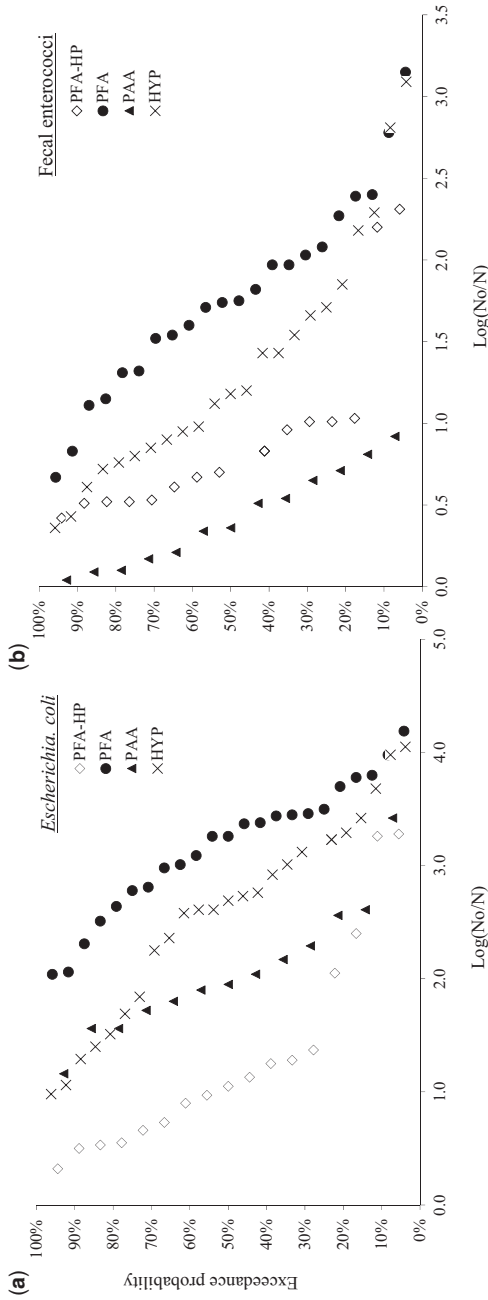 (a)
Escherichia. coli
PFA-HP
PFA
PAA
HYP
Exceedance probability
100%
90%
80%
70%
60%
50%
40%
30%
20%
10%
0%
0.0 1.0 2.0 3.0 4.0 5.0
Log(No/N)
(b)
Fecal enterococci
PFA-HP
PFA
PAA
HYP
100%
90%
80%
70%
60%
50%
40%
30%
20%
10%
0%
0.0 0.5 1.0 1.5 2.0 2.5 3.0 3.5
Log(No/N)